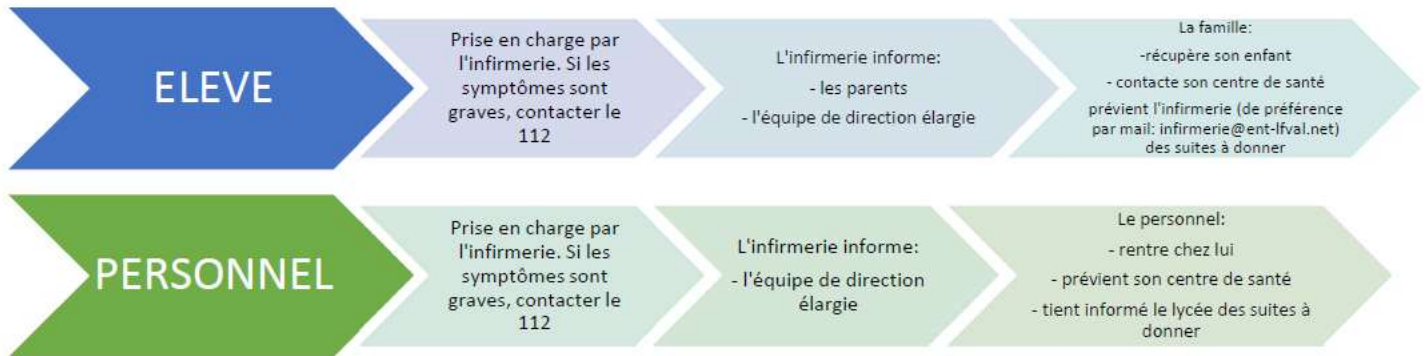 ELEVE
Prise en charge par
l'infirmerie. Si les
symptômes sont
graves, contacter le
112
L'infirmerie informe:
- les parents
- l'équipe de direction élargie
La famille:
-récupère son enfant
- contacte son centre de santé
prévient l'infirmerie (de préférence
par mail: infirmerie@ent-lfval.net)
des suites à donner
PERSONNEL
Prise en charge par
l'infirmerie. Si les
symptômes sont
graves, contacter le
112
L'infirmerie informe:
- l'équipe de direction
élargie
Le personnel:
- rentre chez lui
- prévient son centre de santé
- tient informé le lycée des suites à
donner